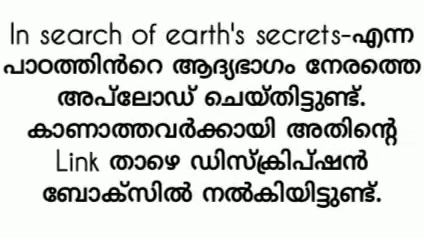 In search of earth's secrets-എന്ന
പാഠത്തിൻറെ ആദ്യഭാഗം നേരത്തെ
അപ്ലോഡ് ചെയ്തിട്ടുണ്ട്.
കാണാത്തവർക്കായി അതിന്റെ
Link താഴെ ഡിസ്ക്രിപ്ഷൻ
ബോക്സിൽ നൽകിയിട്ടുണ്ട്.